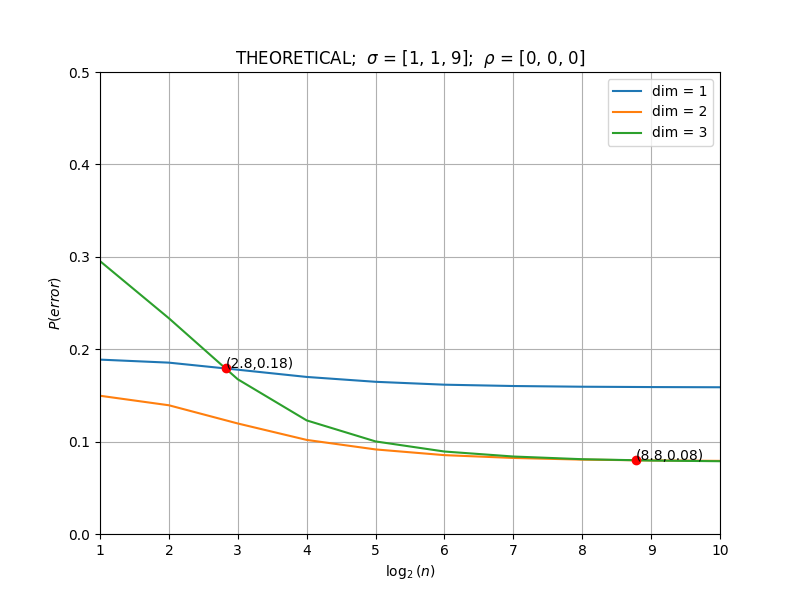 THEORETICAL;  σ = [1, 1, 9];  ρ = [0, 0, 0]
0.5
0.4
0.3
0.2
0.1
0.0
P(error)
dim = 1
dim = 2
dim = 3
(2.8,0.18)
(8.8,0.08)
1 2 3 4 5 6 7 8 9 10
log₂(n)